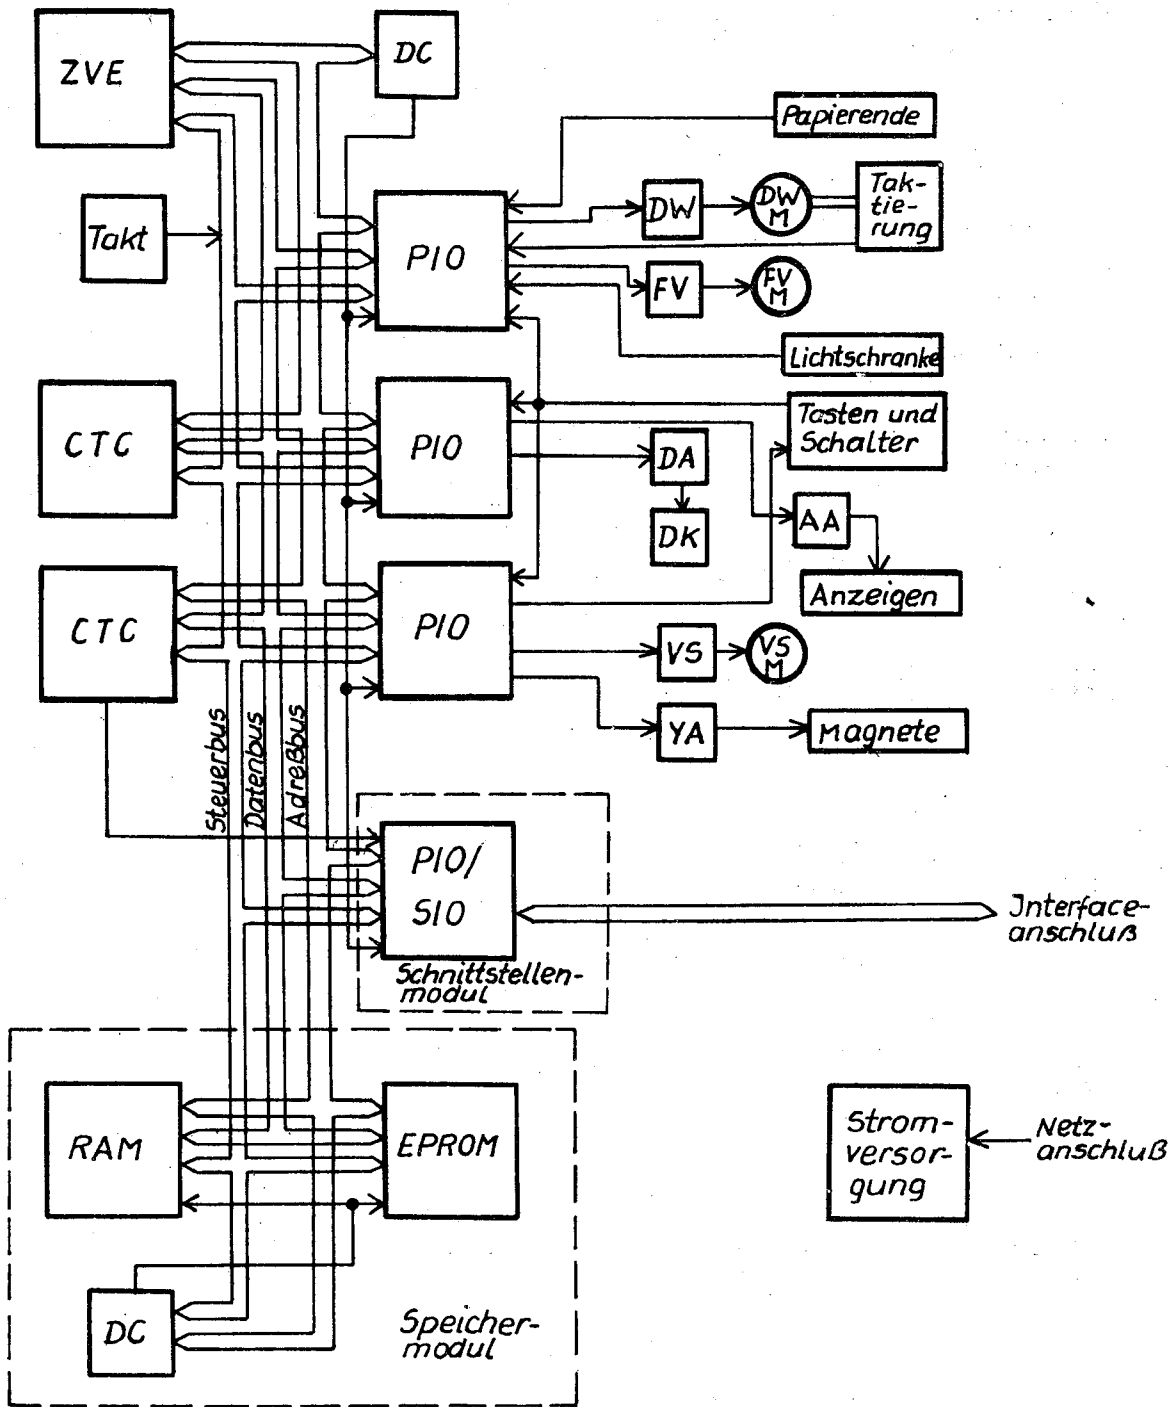 ZVE
DC
Papierende
Takt
PIO
DW
DW
M
Tak-
tie-
rung
FV
FV
M
Lichtschranke
CTC
PIO
DA
DK
Tasten und
Schalter
AA
Anzeigen
CTC
PIO
VS
VS
M
YA
Magnete
Steuerbus
Datenbus
Adreßbus
PIO/
SIO
Schnittstellen-
modul
Interface-
anschluß
RAM
EPROM
DC
Speicher-
modul
Strom-
versor-
gung
Netz-
anschluß